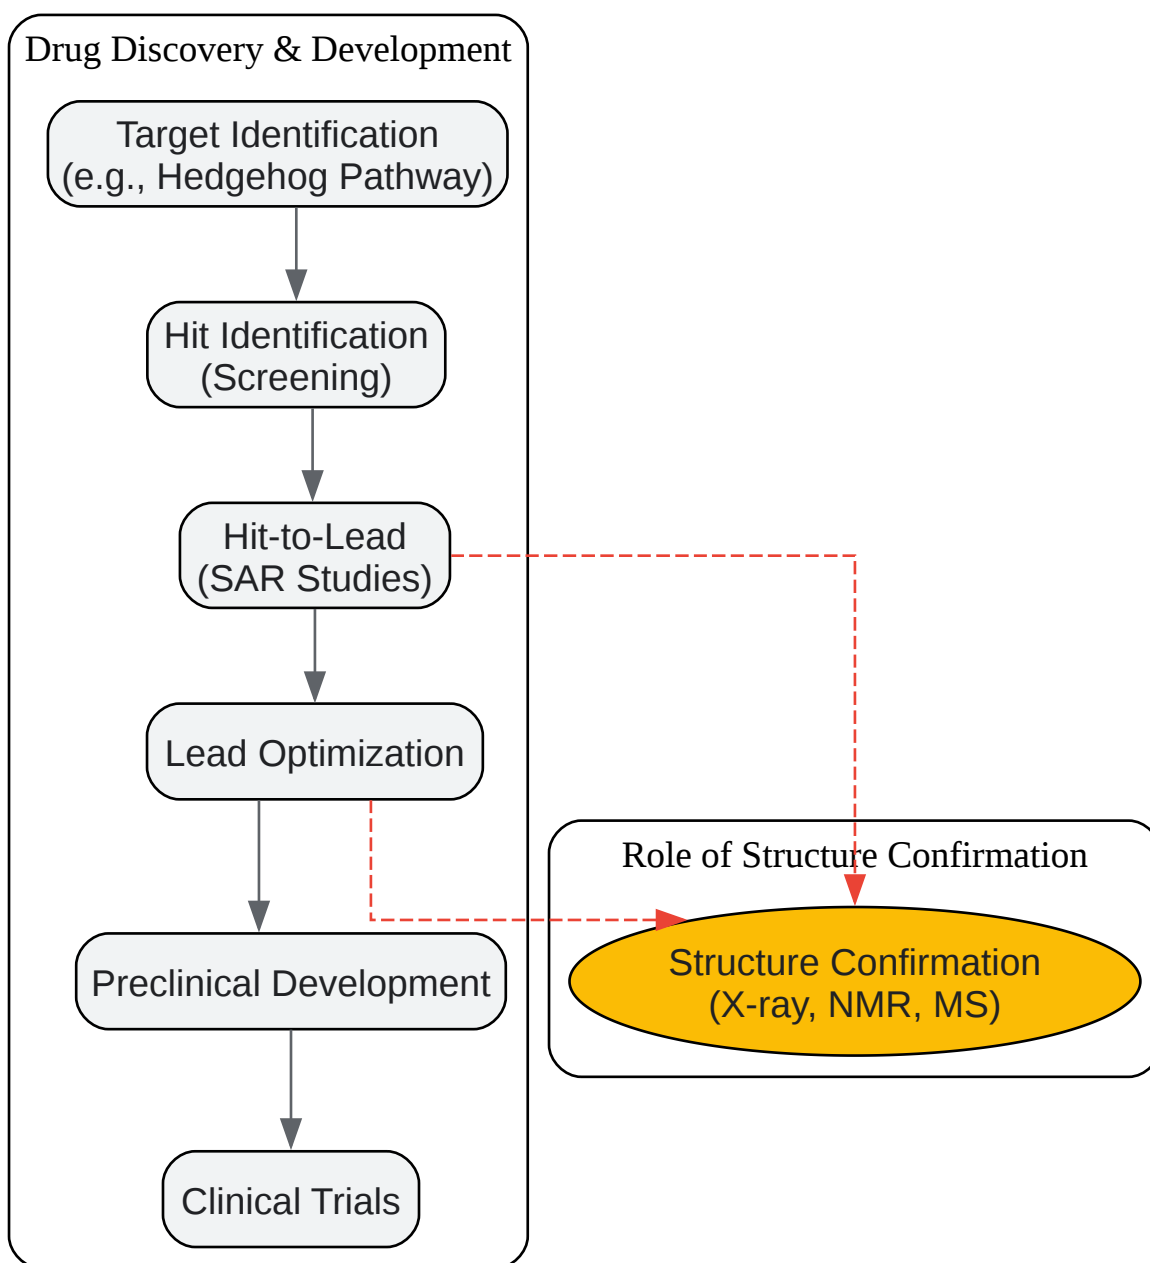 Drug Discovery & Development
Target Identification
(e.g., Hedgehog Pathway)
Hit Identification
(Screening)
Hit-to-Lead
(SAR Studies)
Lead Optimization
Role of Structure Confirmation
Structure Confirmation
(X-ray, NMR, MS)
Preclinical Development
Clinical Trials